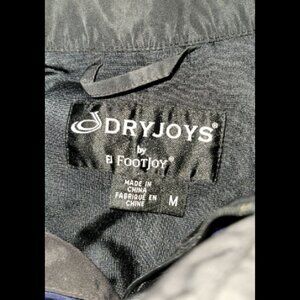 DRYJOYS®
by
FJ FOOTJOY®
MADE IN
CHINA
FABRIQUÉ EN
CHINE
M